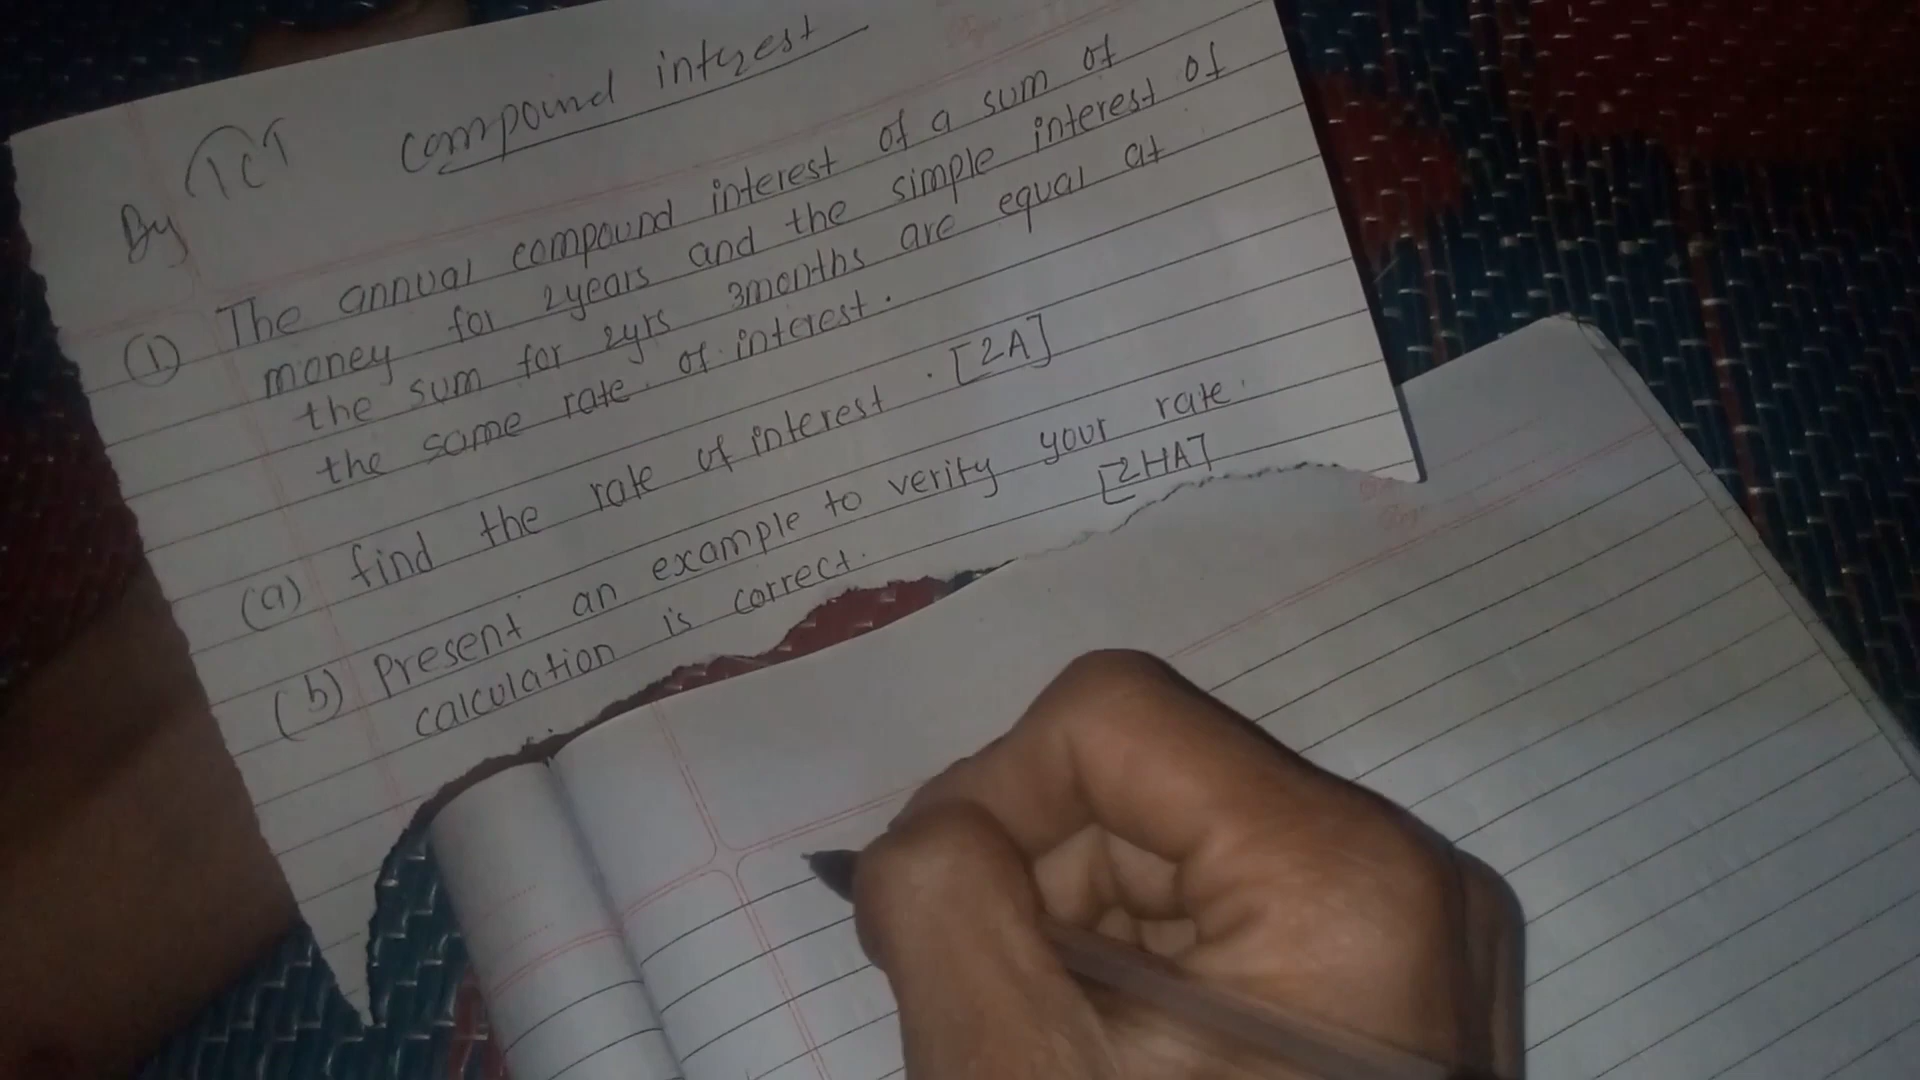 Compound intrest
By TCT
(1) The annual compound interest of a sum of
money for 2years and the simple interest of
the sum for 2yrs 3months are equal at
the same rate of interest.
(a) find the rate of interest. [2A]
(b) Present an example to verify your rate
calculation is correct. [2HA]